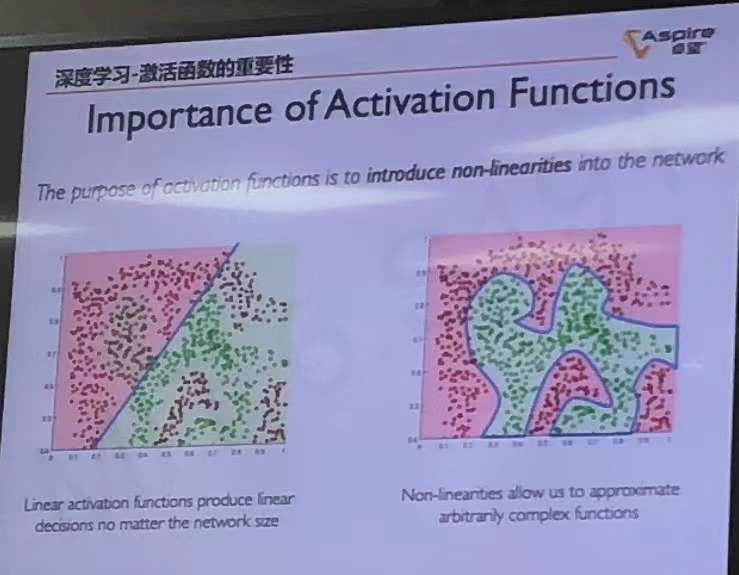 深度学习-激活函数的重要性
Aspire
卓望
Importance of Activation Functions
The purpose of activation functions is to introduce non-linearities into the network
Linear activation functions produce linear
decisions no matter the network size
Non-linearities allow us to approximate
arbitrarily complex functions